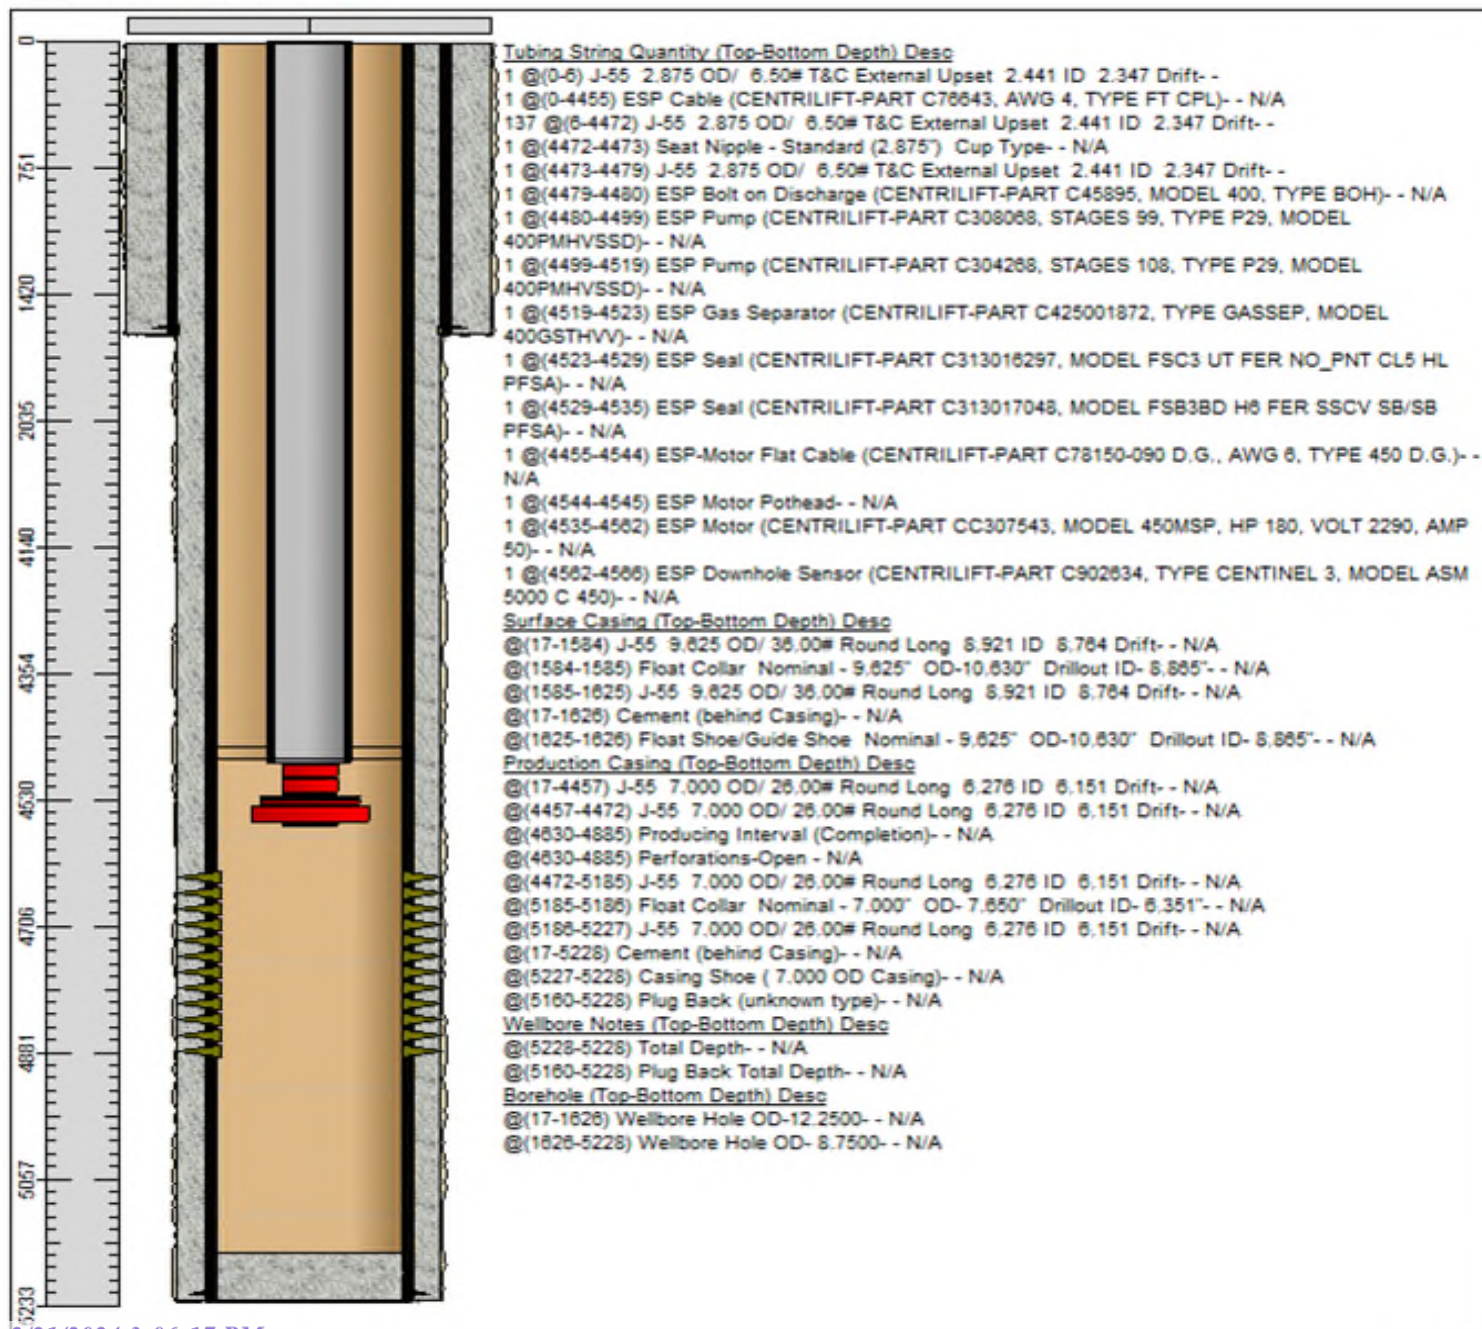 0
751
1420
2035
4140
4354
4530
4706
4881
5057
5233
Tubing String Quantity (Top-Bottom Depth) Desc
1 @(0-6) J-55 2.875 OD/ 6.50# T&C External Upset 2.441 ID 2.347 Drift- -
1 @(0-4455) ESP Cable (CENTRILIFT-PART C76643, AWG 4, TYPE FT CPL)- - N/A
137 @(6-4472) J-55 2.875 OD/ 6.50# T&C External Upset 2.441 ID 2.347 Drift- -
1 @(4472-4473) Seat Nipple - Standard (2.875") Cup Type- - N/A
1 @(4473-4479) J-55 2.875 OD/ 6.50# T&C External Upset 2.441 ID 2.347 Drift- -
1 @(4479-4480) ESP Bolt on Discharge (CENTRILIFT-PART C45895, MODEL 400, TYPE BOH)- - N/A
1 @(4480-4499) ESP Pump (CENTRILIFT-PART C308068, STAGES 99, TYPE P29, MODEL
400PMHVSSD)- - N/A
1 @(4499-4519) ESP Pump (CENTRILIFT-PART C304268, STAGES 108, TYPE P29, MODEL
400PMHVSSD)- - N/A
1 @(4519-4523) ESP Gas Separator (CENTRILIFT-PART C425001872, TYPE GASSEP, MODEL
400GSTHVV)- - N/A
1 @(4523-4529) ESP Seal (CENTRILIFT-PART C313016297, MODEL FSC3 UT FER NO_PNT CL5 HL
PFSA)- - N/A
1 @(4529-4535) ESP Seal (CENTRILIFT-PART C313017048, MODEL FSB3BD H6 FER SSCV SB/SB
PFSA)- - N/A
1 @(4455-4544) ESP-Motor Flat Cable (CENTRILIFT-PART C78150-090 D.G., AWG 6, TYPE 450 D.G.)- -
N/A
1 @(4544-4545) ESP Motor Pothead- - N/A
1 @(4535-4562) ESP Motor (CENTRILIFT-PART CC307543, MODEL 450MSP, HP 180, VOLT 2290, AMP
50)- - N/A
1 @(4562-4566) ESP Downhole Sensor (CENTRILIFT-PART C902634, TYPE CENTINEL 3, MODEL ASM
5000 C 450)- - N/A
Surface Casing (Top-Bottom Depth) Desc
@(17-1584) J-55 9.625 OD/ 36.00# Round Long 8.921 ID 8.764 Drift- - N/A
@(1584-1585) Float Collar Nominal - 9.625" OD-10.630" Drillout ID- 8.865"- - N/A
@(1585-1625) J-55 9.625 OD/ 36.00# Round Long 8.921 ID 8.764 Drift- - N/A
@(17-1626) Cement (behind Casing)- - N/A
@(1625-1626) Float Shoe/Guide Shoe Nominal - 9.625" OD-10.630" Drillout ID- 8.865"- - N/A
Production Casing (Top-Bottom Depth) Desc
@(17-4457) J-55 7.000 OD/ 26.00# Round Long 6.276 ID 6.151 Drift- - N/A
@(4457-4472) J-55 7.000 OD/ 26.00# Round Long 6.276 ID 6.151 Drift- - N/A
@(4630-4885) Producing Interval (Completion)- - N/A
@(4630-4885) Perforations-Open - N/A
@(4472-5185) J-55 7.000 OD/ 26.00# Round Long 6.276 ID 6.151 Drift- - N/A
@(5185-5186) Float Collar Nominal - 7.000" OD- 7.650" Drillout ID- 6.351"- - N/A
@(5186-5227) J-55 7.000 OD/ 26.00# Round Long 6.276 ID 6.151 Drift- - N/A
@(17-5228) Cement (behind Casing)- - N/A
@(5227-5228) Casing Shoe ( 7.000 OD Casing)- - N/A
@(5160-5228) Plug Back (unknown type)- - N/A
Wellbore Notes (Top-Bottom Depth) Desc
@(5228-5228) Total Depth- - N/A
@(5160-5228) Plug Back Total Depth- - N/A
Borehole (Top-Bottom Depth) Desc
@(17-1626) Wellbore Hole OD-12.2500- - N/A
@(1626-5228) Wellbore Hole OD- 8.7500- - N/A